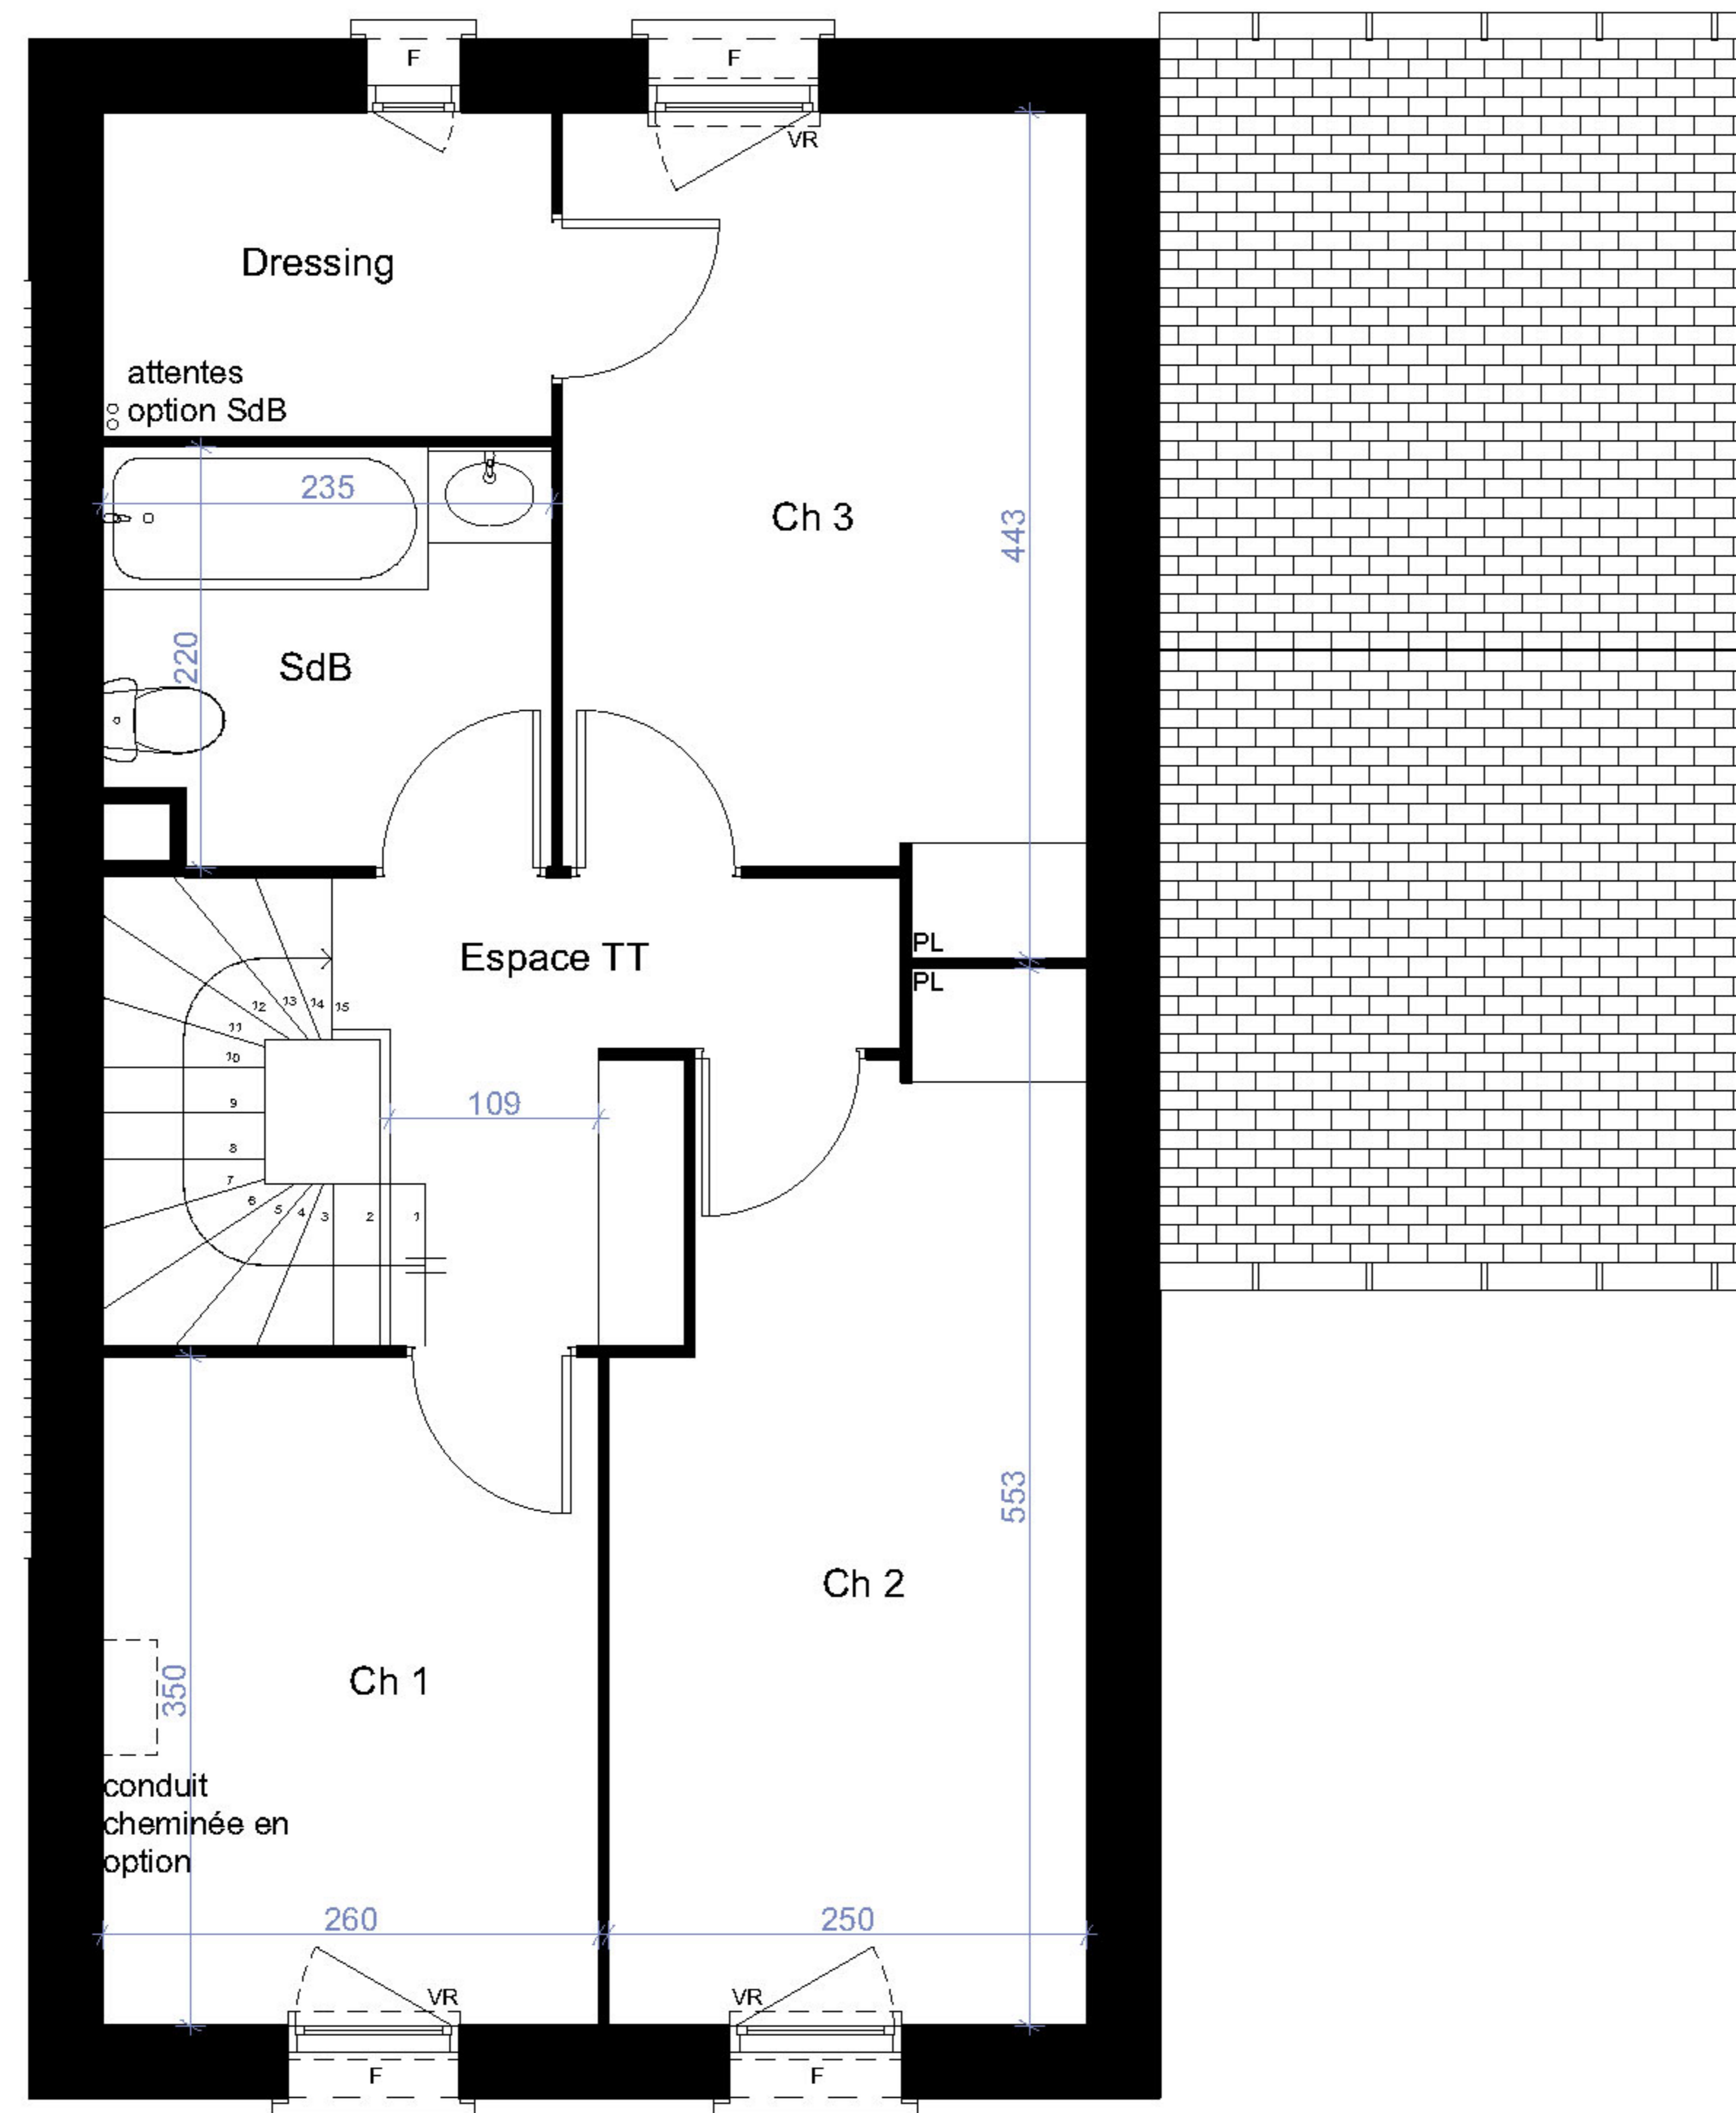 F
F
VR
Dressing
attentes
option SdB
235
Ch 3
443
220
SdB
PL
Espace TT
PL
12
13
14
15
11
10
109
9
8
7
6
5
4
3
2
1
553
Ch 2
Ch 1
350
conduit
cheminée en
option
260
250
VR
VR
F
F